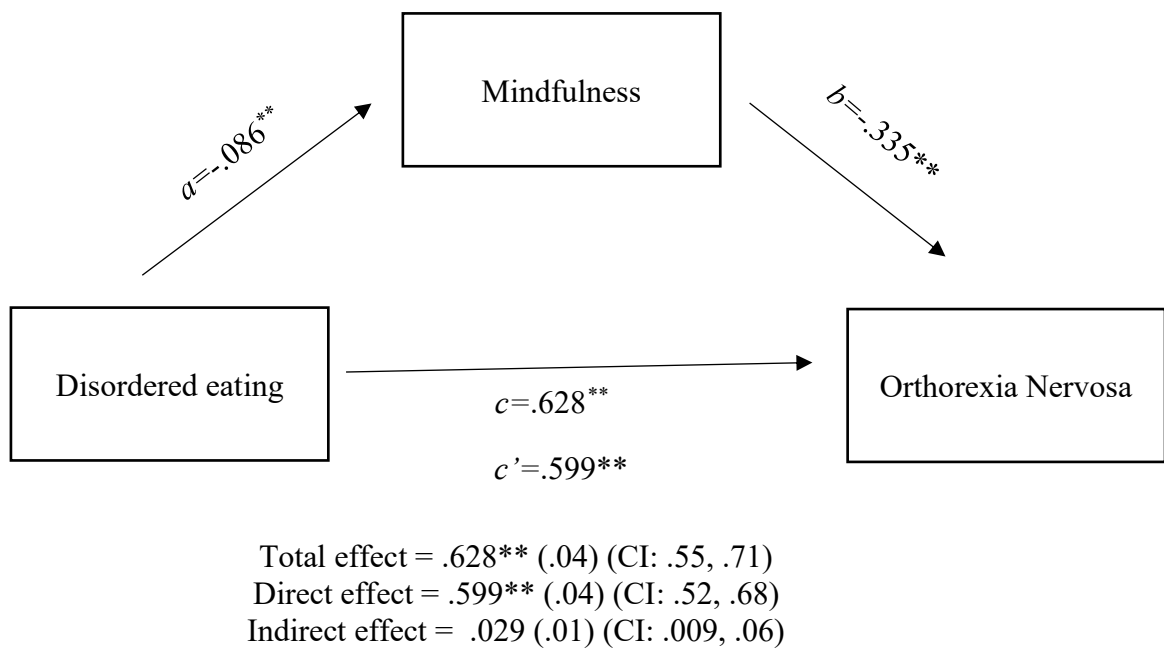 Mindfulness
a=-.086**
b=-.335**
Disordered eating
Orthorexia Nervosa
c=.628**
c’=.599**
Total effect = .628** (.04) (CI: .55, .71)
Direct effect = .599** (.04) (CI: .52, .68)
Indirect effect =  .029 (.01) (CI: .009, .06)